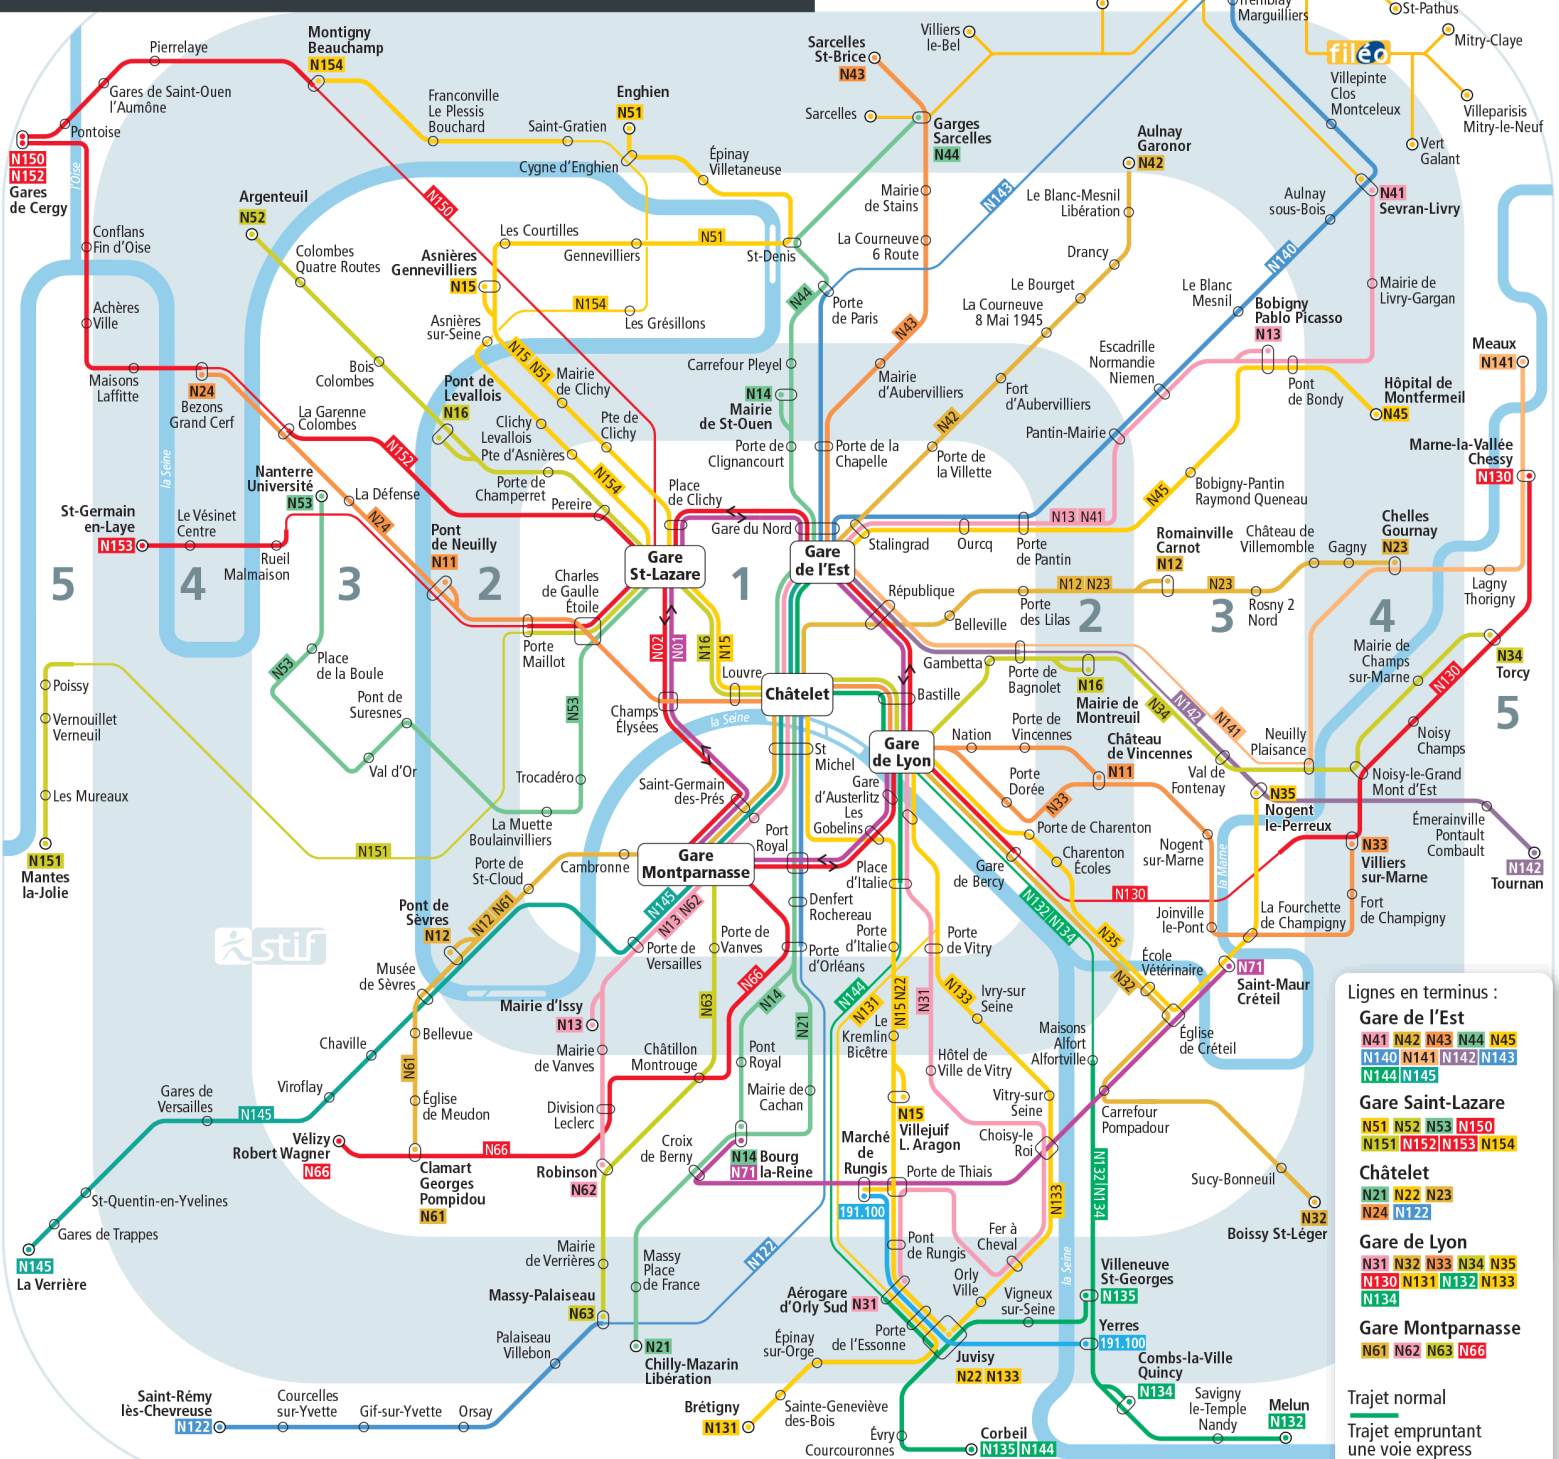 Montigny
Beauchamp
N154
Pierrelaye
Gares de Saint-Ouen
l'Aumône
Pontoise
N150
N152
Gares
de Cergy
l'Oise
Franconville
Le Plessis
Bouchard
Saint-Gratien
Enghien
N51
Cygne d'Enghien
Épinay
Villetaneuse
Sarcelles
St-Brice
N43
Villiers
le-Bel
Sarcelles
Garges
Sarcelles
N44
Marguilliers
St-Pathus
Mitry-Claye
filéo
Villepinte
Clos
Montceleux
Villeparisis
Mitry-le-Neuf
Vert
Galant
Aulnay
Garonor
N42
Le Blanc-Mesnil
Libération
Drancy
Le Bourget
La Courneuve
8 Mai 1945
Aulnay
sous-Bois
N41
Sevran-Livry
N143
N140
Mairie
de Stains
La Courneuve
6 Route
Argenteuil
N52
Colombes
Quatre Routes
N150
Les Courtilles
Gennevilliers
N51
St-Denis
Asnières
Gennevilliers
N15
N154
Les Grésillons
Asnières
sur-Seine
N15 N51
N44
Porte
de Paris
N43
Conflans
Fin d'Oise
Achères
Ville
Maisons
Laffitte
N24
Bezons
Grand Cerf
La Garenne
Colombes
Bois
Colombes
Pont de
Levallois
N16
Mairie
de Clichy
Clichy
Levallois
Pte de
Clichy
Pte d'Asnières
N154
Porte de
Champerret
Pereire
N152
Carrefour Pleyel
N14
Mairie
de St-Ouen
Porte de
Clignancourt
Mairie
d'Aubervilliers
Porte de la
Chapelle
Fort
d'Aubervilliers
N42
Porte de
la Villette
Escadrille
Normandie
Niemen
Pantin-Mairie
Le Blanc
Mesnil
Bobigny
Pablo Picasso
N13
Mairie de
Livry-Gargan
Pont
de Bondy
Hôpital de
Montfermeil
N45
Meaux
N141
Marne-la-Vallée
Chessy
N130
Bobigny-Pantin
Raymond Queneau
N45
la Seine
Nanterre
Université
N53
La Défense
N24
St-Germain
en-Laye
N153
Le Vésinet
Centre
Rueil
Malmaison
Pont
de Neuilly
N11
Place
de Clichy
Gare du Nord
Gare
St-Lazare
Gare
de l'Est
Stalingrad
Ourcq
N13 N41
Porte
de Pantin
Romainville
Carnot
N12
Château de
Villemomble
Gagny
Chelles
Gournay
N23
Lagny
Thorigny
N12 N23
N23
Rosny 2
Nord
5
4
3
2
1
2
3
4
5
Charles
de Gaulle
Étoile
Porte
Maillot
République
Belleville
Porte
des Lilas
N02
N01
N16
N15
Louvre
Châtelet
Champs
Élysées
la Seine
Bastille
Gambetta
Porte de
Bagnolet
N16
Mairie de
Montreuil
N34
N142
N141
Mairie de
Champs
sur-Marne
N34
Torcy
N130
N53
Place
de la Boule
Pont de
Suresnes
Val d'Or
N53
Trocadéro
La Muette
Boulainvilliers
Poissy
Vernouillet
Verneuil
Les Mureaux
N151
Mantes
la-Jolie
N151
Gare
de Lyon
Nation
Porte de
Vincennes
Château
de Vincennes
N11
Porte
Dorée
N33
Val de
Fontenay
Neuilly
Plaisance
Noisy
Champs
Noisy-le-Grand
Mont d'Est
N35
Nogent
le-Perreux
Émerainville
Pontault
Combault
N142
Tournan
St
Michel
Gare
d'Austerlitz
Les
Gobelins
Saint-Germain
des-Prés
Port
Royal
Porte de Charenton
Charenton
Écoles
Gare
de Bercy
Nogent
sur-Marne
la Marne
N33
Villiers
sur-Marne
Fort
de Champigny
La Fourchette
de Champigny
Joinville
le-Pont
N130
Porte de
St-Cloud
Cambronne
Gare
Montparnasse
Place
d'Italie
Denfert
Rochereau
Pont de
Sèvres
N12
N12 N61
N145
N13 N62
Porte de
Versailles
Porte de
Vanves
Porte
d'Orléans
Porte
d'Italie
Porte
de Vitry
N132 N134
N35
École
Vétérinaire
N32
N71
Saint-Maur
Créteil
stif
Musée
de Sèvres
Bellevue
N61
Église
de Meudon
Chaville
Viroflay
Gares de
Versailles
N145
Vélizy
Robert Wagner
N66
N66
Clamart
Georges
Pompidou
N61
Mairie d'Issy
N13
Mairie
de Vanves
Division
Leclerc
Robinson
N62
N63
N66
Châtillon
Montrouge
N14
N21
Pont
Royal
Mairie de
Cachan
Croix
de Berny
N14 Bourg
N71 la-Reine
N144
N131
Le
Kremlin
Bicêtre
N15 N22
N31
N133
Ivry-sur
Seine
Hôtel de
Ville de Vitry
Maisons
Alfort
Alfortville
Église
de Créteil
Vitry-sur
Seine
Carrefour
Pompadour
N15
Villejuif
L. Aragon
Choisy-le
Roi
Marché
de
Rungis
Porte de Thiais
191.100
N133
N132 N134
Sucy-Bonneuil
N32
Boissy St-Léger
St-Quentin-en-Yvelines
Gares de Trappes
N145
La Verrière
Mairie
de Verrières
Massy
Place
de France
Massy-Palaiseau
N63
N122
Palaiseau
Villebon
N21
Chilly-Mazarin
Libération
Saint-Rémy
lès-Chevreuse
N122
Courcelles
sur-Yvette
Gif-sur-Yvette
Orsay
Pont
de Rungis
Fer à
Cheval
Orly
Ville
Aérogare
d'Orly Sud
N31
Porte
de l'Essonne
Vigneux
sur-Seine
la Seine
Villeneuve
St-Georges
N135
Yerres
191.100
Juvisy
N22 N133
Épinay
sur-Orge
Brétigny
N131
Sainte-Geneviève
des-Bois
Évry
Courcouronnes
Corbeil
N135 N144
Combs-la-Ville
Quincy
N134
Savigny
le-Temple
Nandy
Melun
N132
Lignes en terminus :
Gare de l'Est
N41 N42 N43 N44 N45
N140 N141 N142 N143
N144 N145
Gare Saint-Lazare
N51 N52 N53 N150
N151 N152 N153 N154
Châtelet
N21 N22 N23
N24 N122
Gare de Lyon
N31 N32 N33 N34 N35
N130 N131 N132 N133
N134
Gare Montparnasse
N61 N62 N63 N66
Trajet normal
Trajet empruntant
une voie express